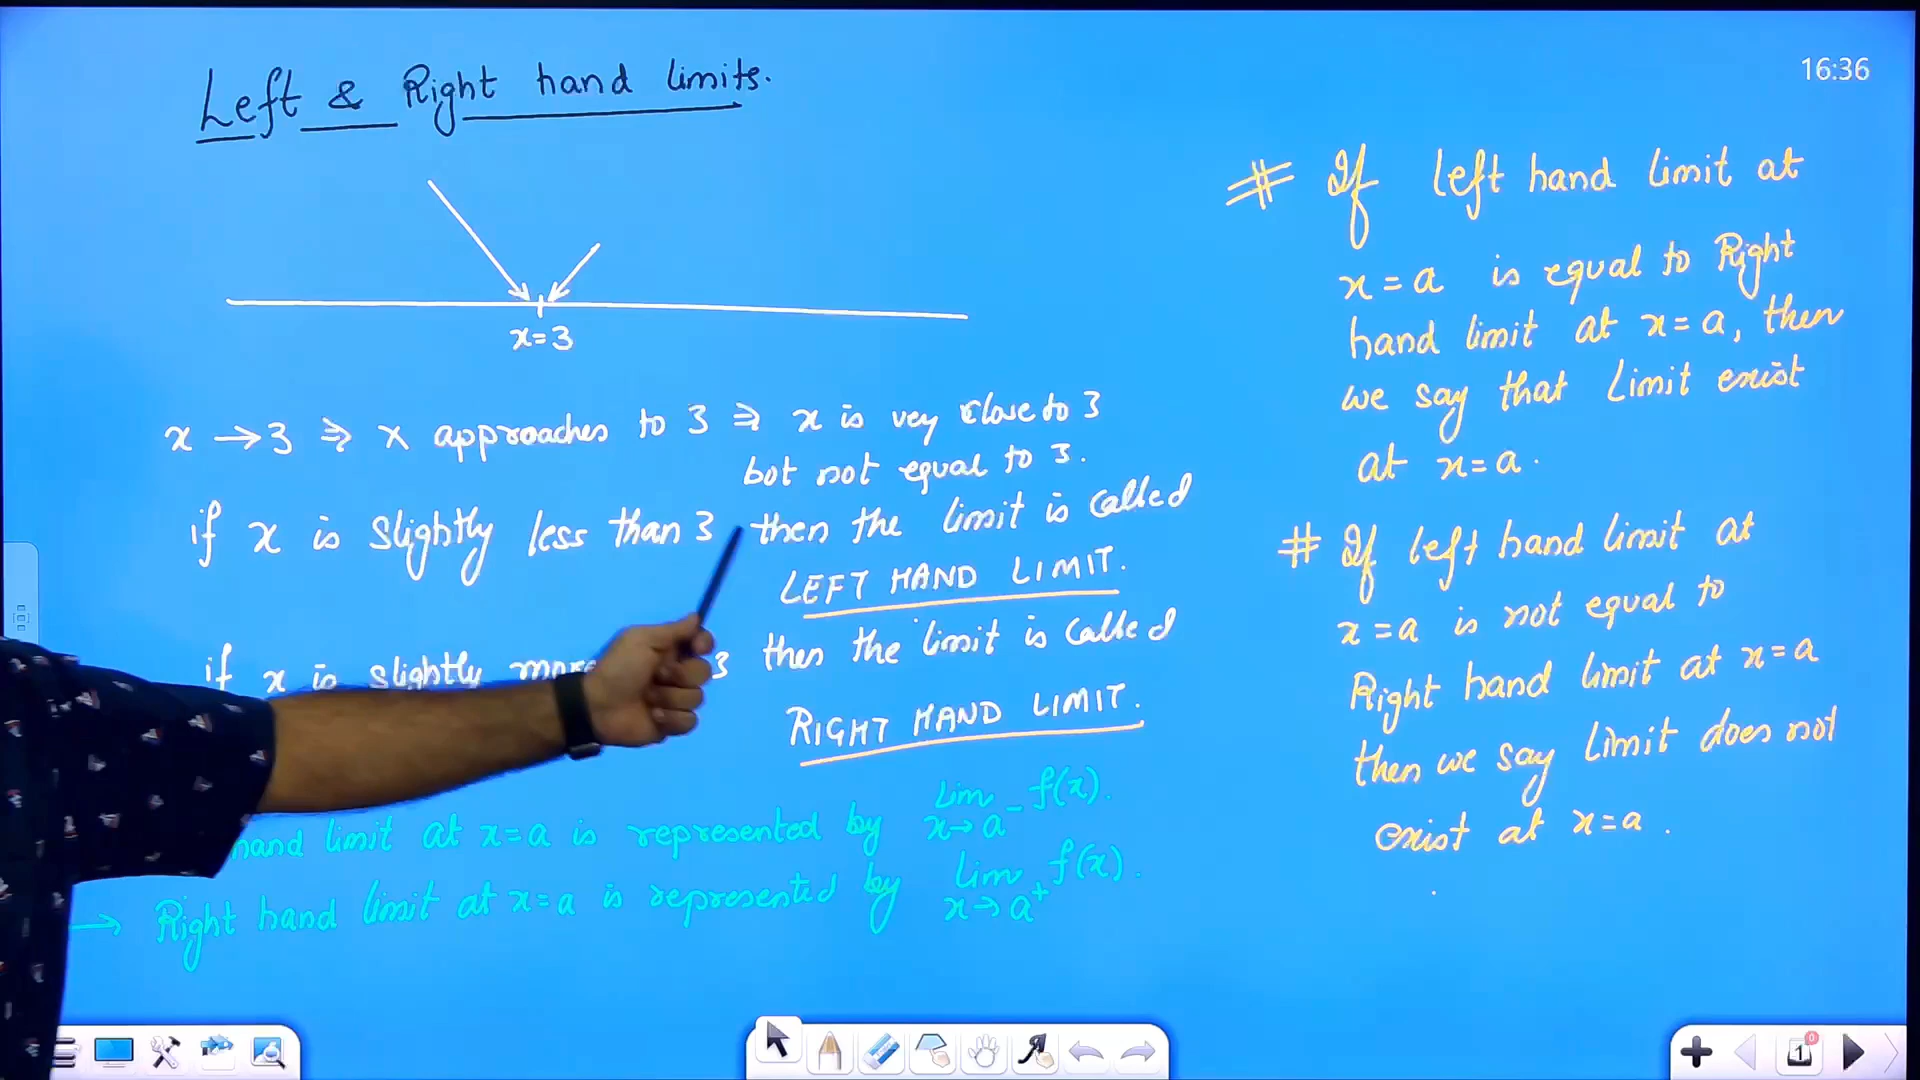 Left & Right hand limits.
16:36
x=3
x → 3 ⇒ x approaches to 3 ⇒ x is very close to 3
bot not equal to 3.
if x is slightly less than 3 then the limit is called
LEFT HAND LIMIT.
if x is slightly more 3 then the limit is called
RIGHT HAND LIMIT.
hand limit at x=a is represented by lim x→a⁻ f(x).
→ Right hand limit at x=a is represented by lim x→a⁺ f(x).
# If left hand limit at
x=a is equal to Right
hand limit at x=a, then
we say that Limit exist
at x=a.
# If left hand limit at
x=a is not equal to
Right hand limit at x=a
then we say limit does not
exist at x=a.
1
0